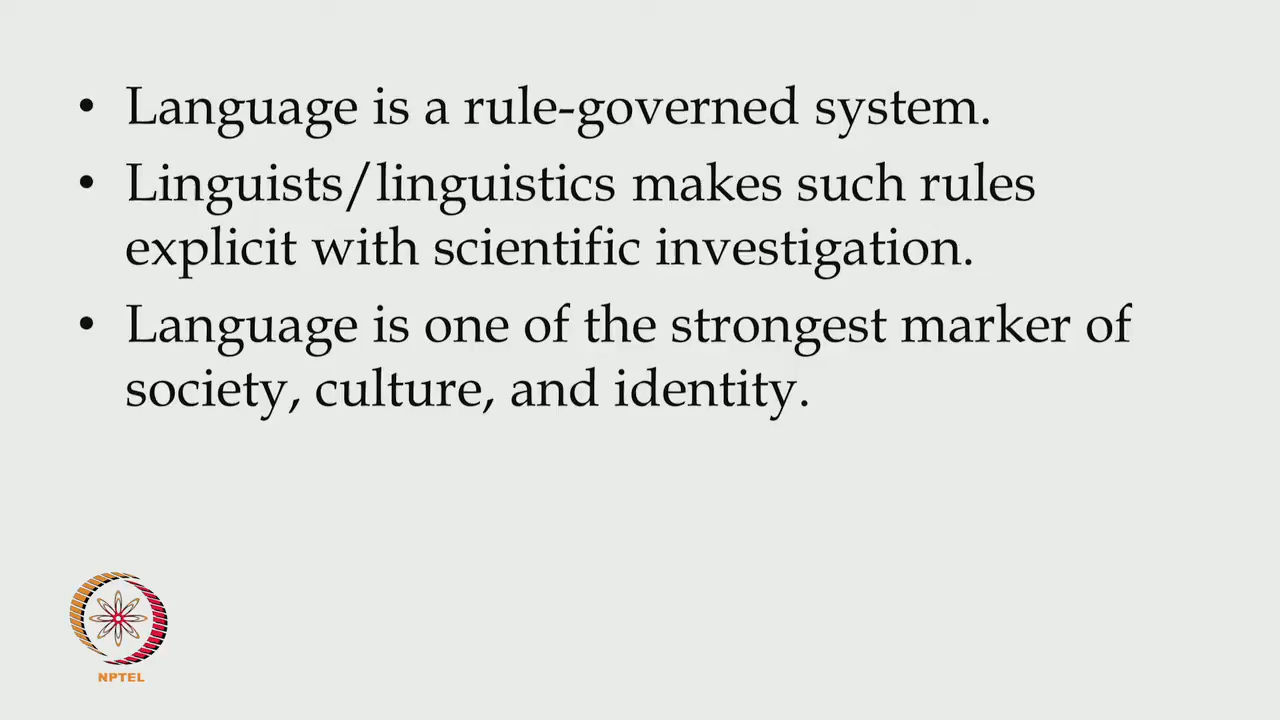 • Language is a rule-governed system.
• Linguists/linguistics makes such rules
explicit with scientific investigation.
• Language is one of the strongest marker of
society, culture, and identity.
NPTEL